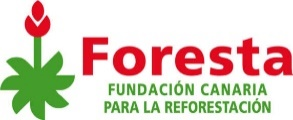 Foresta
FUNDACIÓN CANARIA
PARA LA REFORESTACIÓN